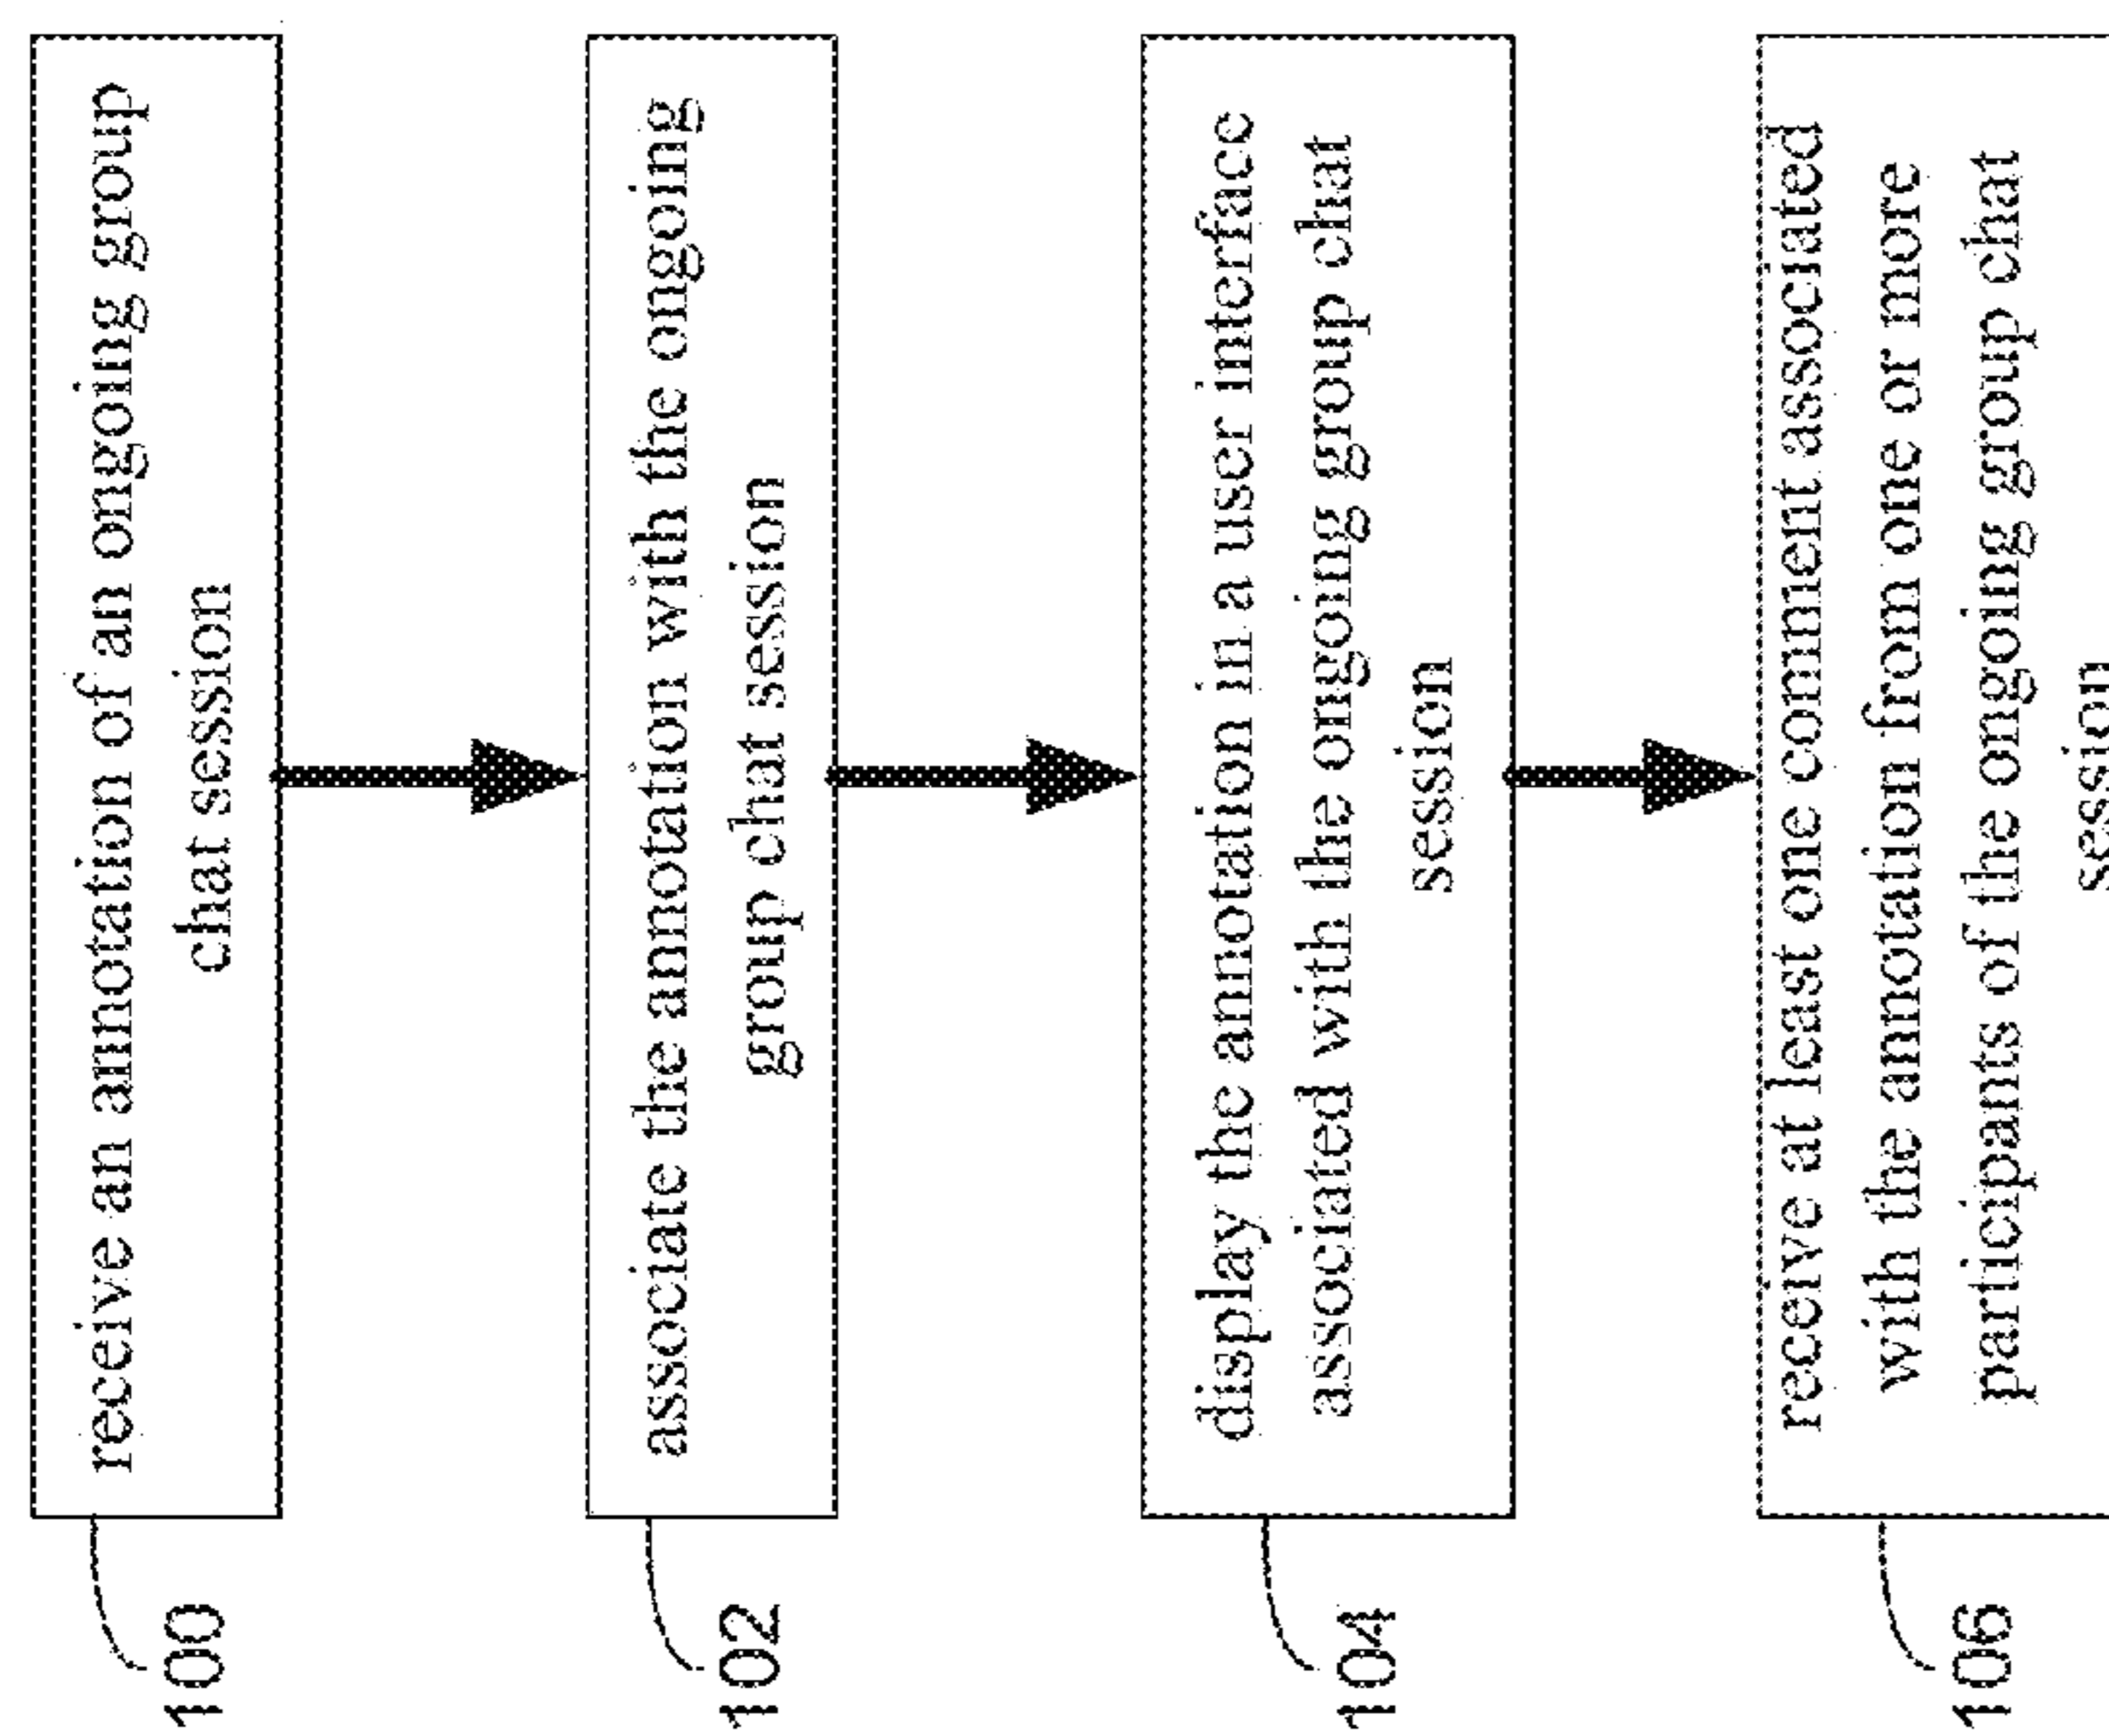 receive an annotation of an ongoing group
chat session
100
associate the annotation with the ongoing
group chat session
102
display the annotation in a user interface
associated with the ongoing group chat
session
104
receive at least one comment associated
with the annotation from one or more
participants of the ongoing group chat
session
106